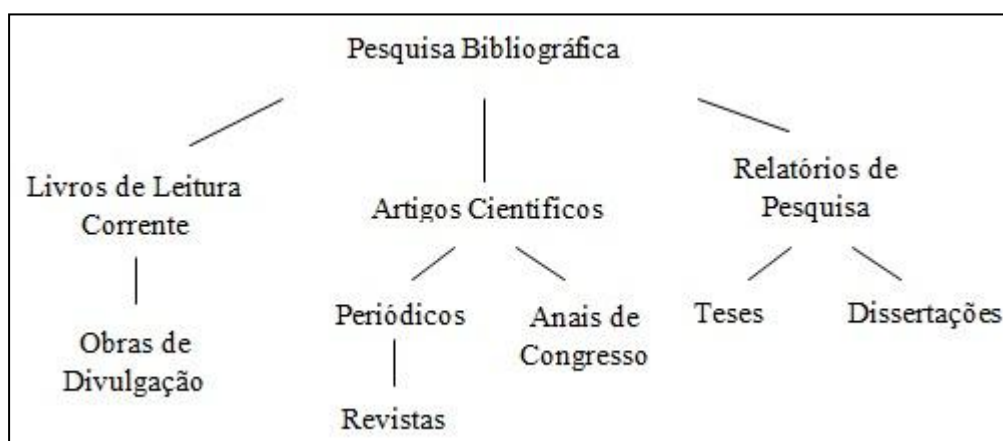 Pesquisa Bibliográfica
Livros de Leitura
Corrente
Artigos Cientificos
Relatórios de
Pesquisa
Obras de
Divulgação
Periódicos
Anais de
Congresso
Teses
Dissertações
Revistas